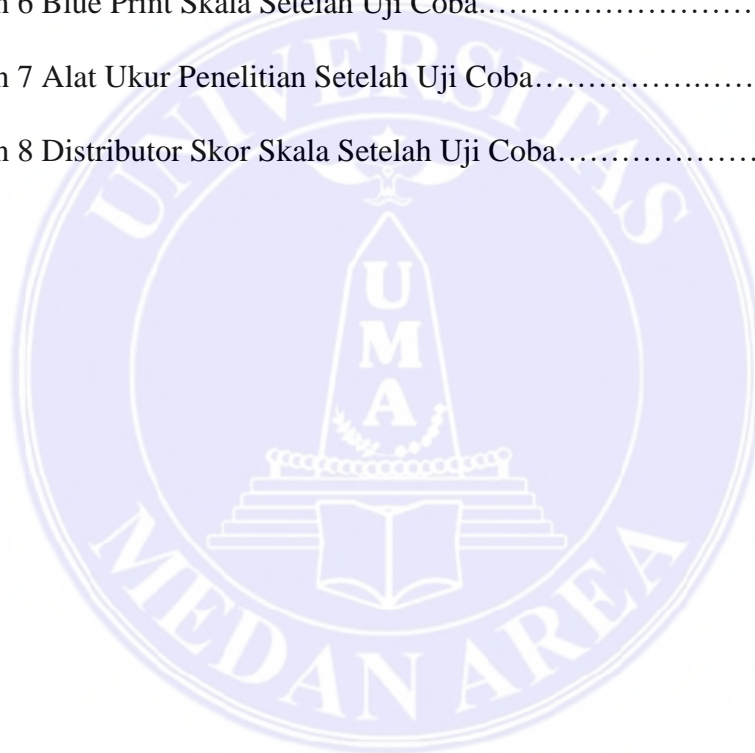 n 6 Blue Print Skala Setelah Uji Coba..……………………
n 7 Alat Ukur Penelitian Setelah Uji Coba……………..……
n 8 Distributor Skor Skala Setelah Uji Coba…………………
UNIVERSITAS
UMA
MEDAN AREA